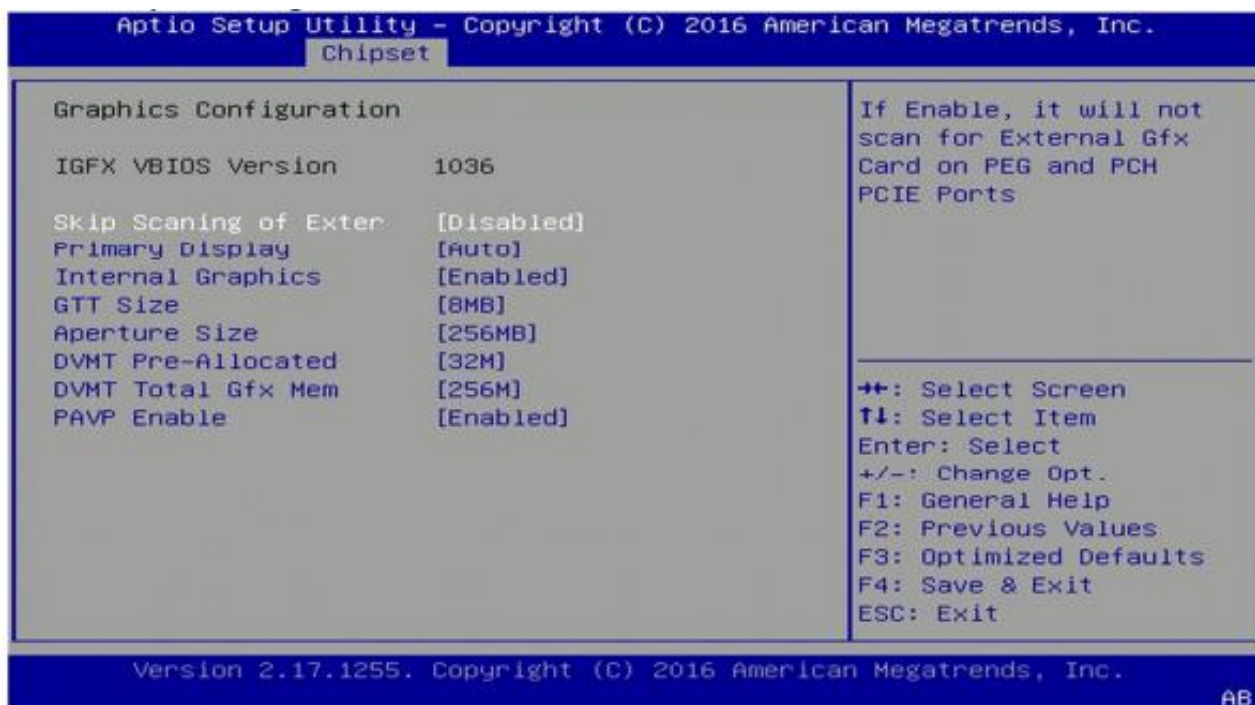 Aptio Setup Utility – Copyright (C) 2016 American Megatrends, Inc.
Chipset
Graphics Configuration
IGFX VBIOS Version 1036
Skip Scaning of Exter [Disabled]
Primary Display [Auto]
Internal Graphics [Enabled]
GTT Size [8MB]
Aperture Size [256MB]
DVMT Pre-Allocated [32M]
DVMT Total Gfx Mem [256M]
PAVP Enable [Enabled]
If Enable, it will not
scan for External Gfx
Card on PEG and PCH
PCIE Ports
→←: Select Screen
↑↓: Select Item
Enter: Select
+/-: Change Opt.
F1: General Help
F2: Previous Values
F3: Optimized Defaults
F4: Save & Exit
ESC: Exit
Version 2.17.1255. Copyright (C) 2016 American Megatrends, Inc.
AB